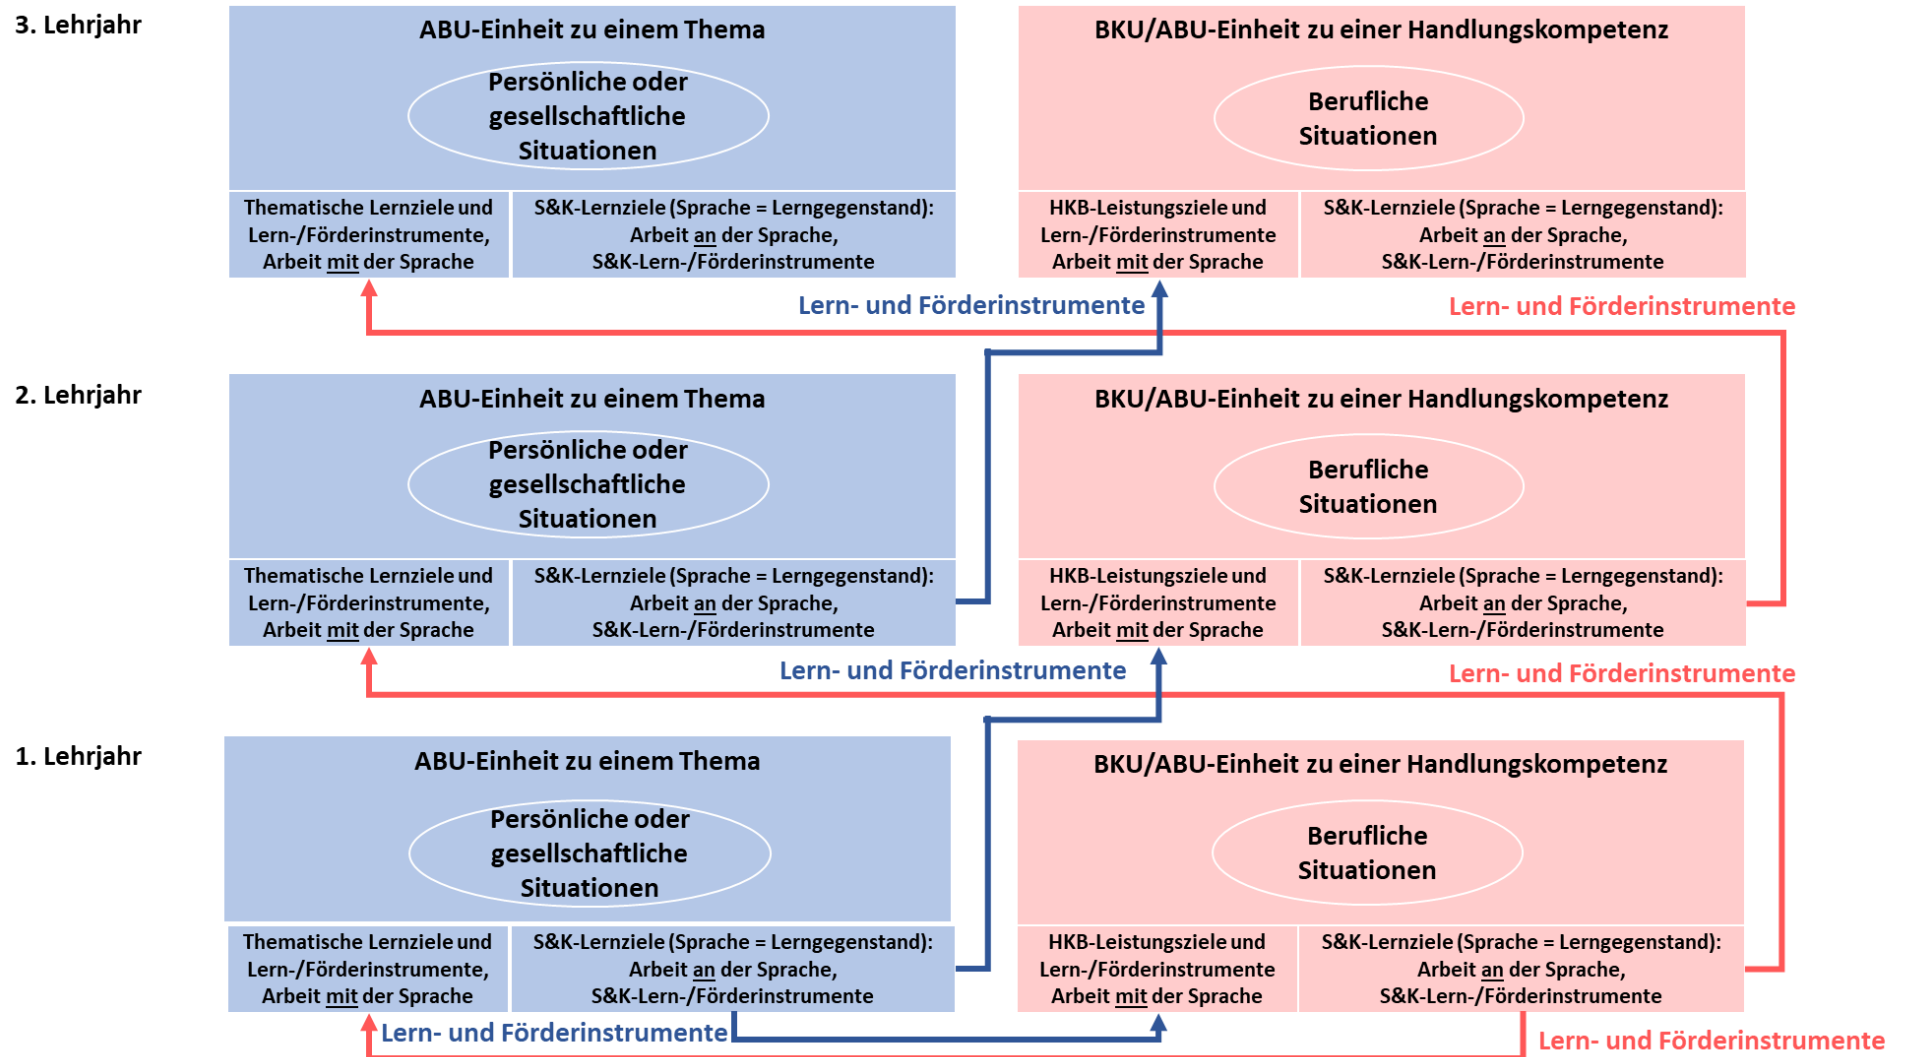 3. Lehrjahr
ABU-Einheit zu einem Thema
Persönliche oder
gesellschaftliche
Situationen
Thematische Lernziele und
Lern-/Förderinstrumente,
Arbeit mit der Sprache
S&K-Lernziele (Sprache = Lerngegenstand):
Arbeit an der Sprache,
S&K-Lern-/Förderinstrumente
BKU/ABU-Einheit zu einer Handlungskompetenz
Berufliche
Situationen
HKB-Leistungsziele und
Lern-/Förderinstrumente
Arbeit mit der Sprache
S&K-Lernziele (Sprache = Lerngegenstand):
Arbeit an der Sprache,
S&K-Lern-/Förderinstrumente
Lern- und Förderinstrumente
Lern- und Förderinstrumente
2. Lehrjahr
ABU-Einheit zu einem Thema
Persönliche oder
gesellschaftliche
Situationen
Thematische Lernziele und
Lern-/Förderinstrumente,
Arbeit mit der Sprache
S&K-Lernziele (Sprache = Lerngegenstand):
Arbeit an der Sprache,
S&K-Lern-/Förderinstrumente
BKU/ABU-Einheit zu einer Handlungskompetenz
Berufliche
Situationen
HKB-Leistungsziele und
Lern-/Förderinstrumente
Arbeit mit der Sprache
S&K-Lernziele (Sprache = Lerngegenstand):
Arbeit an der Sprache,
S&K-Lern-/Förderinstrumente
Lern- und Förderinstrumente
Lern- und Förderinstrumente
1. Lehrjahr
ABU-Einheit zu einem Thema
Persönliche oder
gesellschaftliche
Situationen
Thematische Lernziele und
Lern-/Förderinstrumente,
Arbeit mit der Sprache
S&K-Lernziele (Sprache = Lerngegenstand):
Arbeit an der Sprache,
S&K-Lern-/Förderinstrumente
BKU/ABU-Einheit zu einer Handlungskompetenz
Berufliche
Situationen
HKB-Leistungsziele und
Lern-/Förderinstrumente
Arbeit mit der Sprache
S&K-Lernziele (Sprache = Lerngegenstand):
Arbeit an der Sprache,
S&K-Lern-/Förderinstrumente
Lern- und Förderinstrumente
Lern- und Förderinstrumente